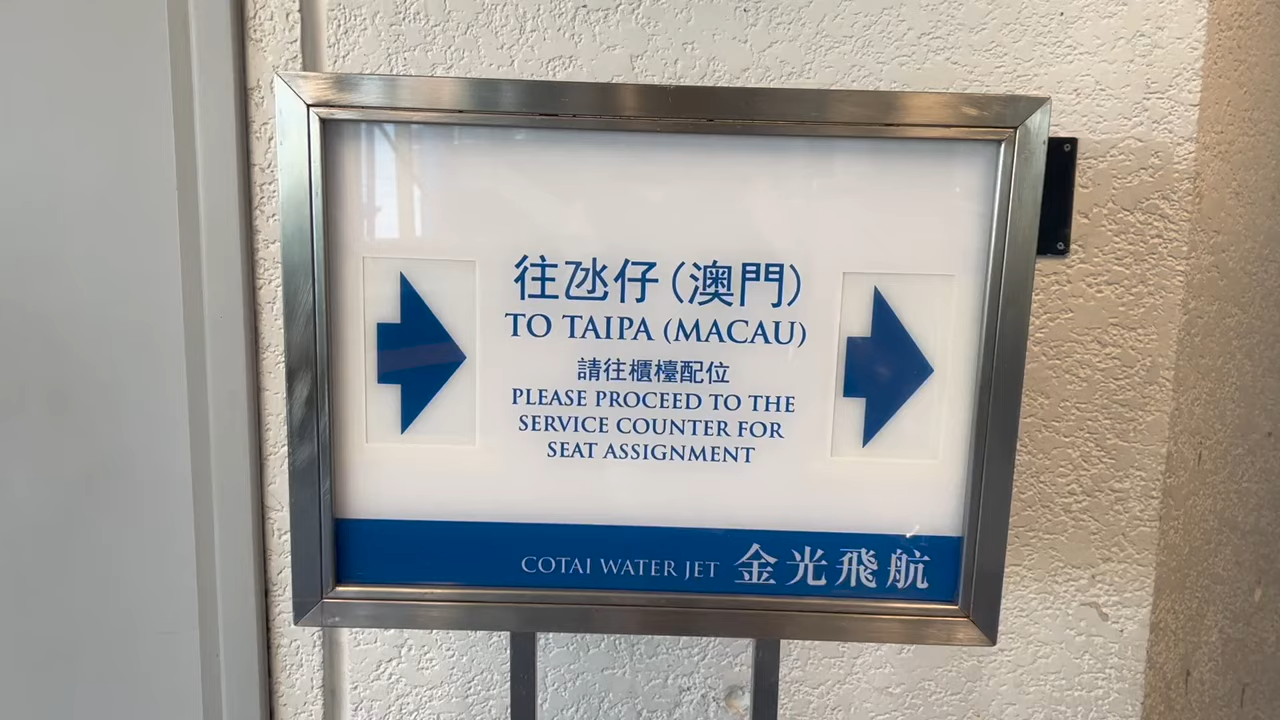 往氹仔(澳門)
TO TAIPA (MACAU)
請往櫃檯配位
PLEASE PROCEED TO THE
SERVICE COUNTER FOR
SEAT ASSIGNMENT
COTAI WATER JET 金光飛航